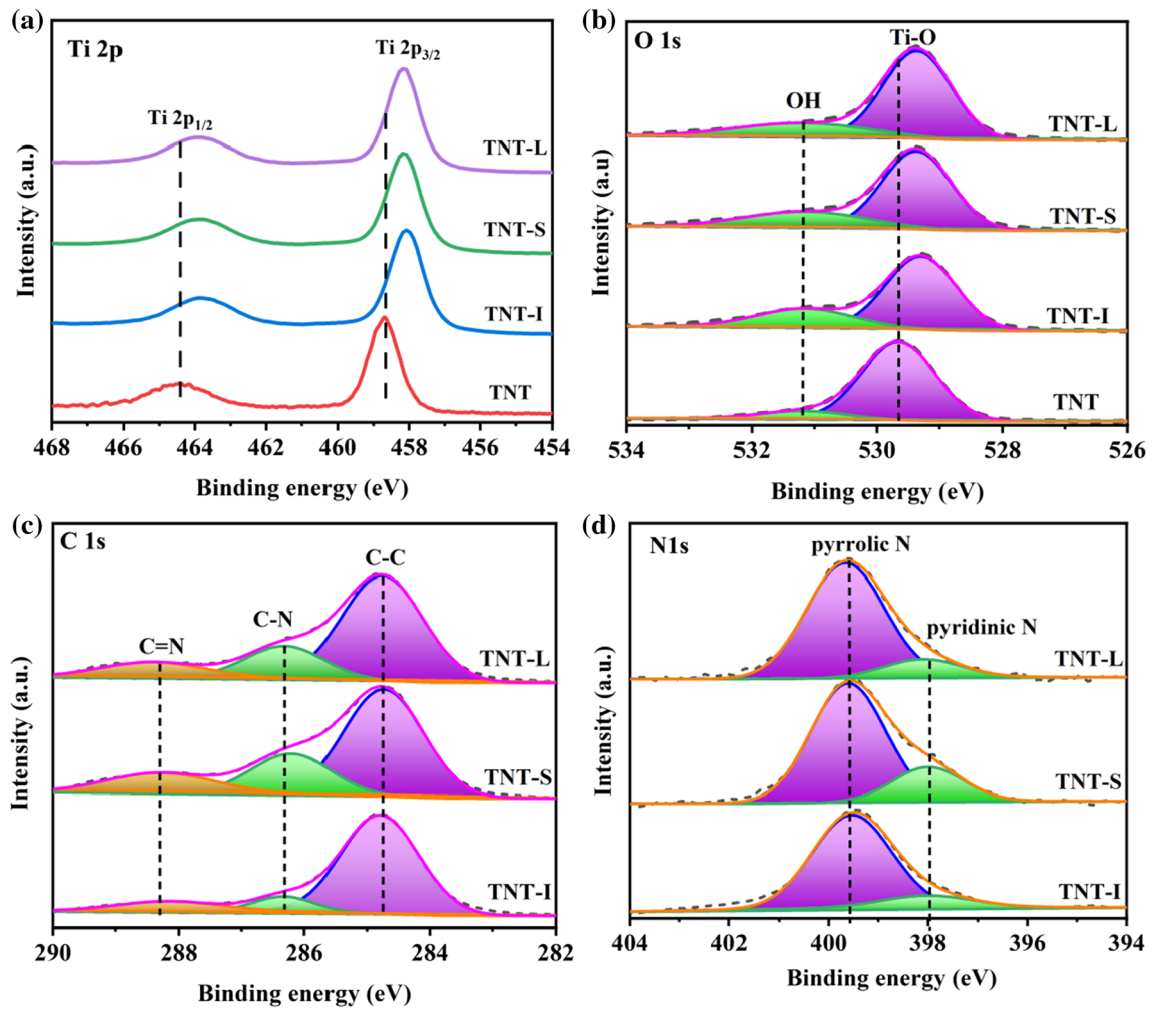 (a)
Ti 2p
Ti 2p1/2
Ti 2p3/2
TNT-L
TNT-S
TNT-I
TNT
Intensity (a.u.)
468 466 464 462 460 458 456 454
Binding energy (eV)
(b)
O 1s
Ti-O
OH
TNT-L
TNT-S
TNT-I
TNT
Intensity (a.u)
534 532 530 528 526
Binding energy (eV)
(c)
C 1s
C-C
C-N
C=N
TNT-L
TNT-S
TNT-I
Intensity (a.u.)
290 288 286 284 282
Binding energy (eV)
(d)
N1s
pyrrolic N
pyridinic N
TNT-L
TNT-S
TNT-I
Intensity (a.u.)
404 402 400 398 396 394
Binding energy (eV)